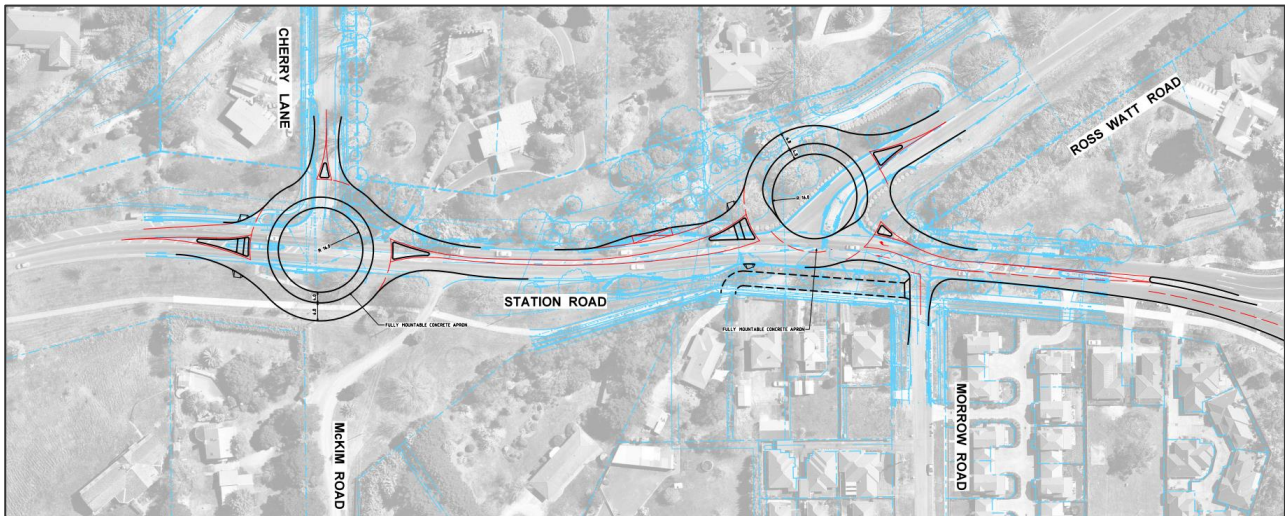 CHERRY LANE
ROSS WATT ROAD
STATION ROAD
FULLY MOUNTABLE CONCRETE APRON
FULLY MOUNTABLE CONCRETE APRON
McKIM ROAD
MORROW ROAD